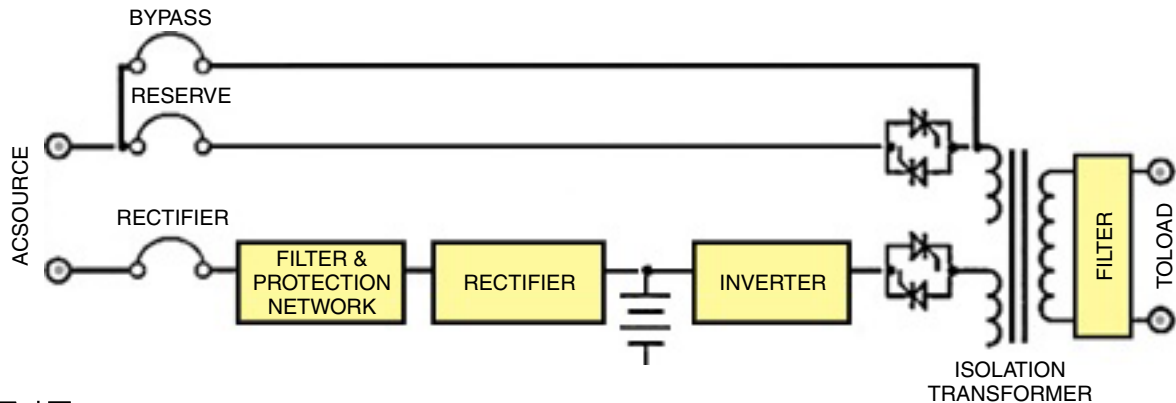 BYPASS
RESERVE
ACSOURCE
RECTIFIER
FILTER &
PROTECTION
NETWORK
RECTIFIER
INVERTER
FILTER
TOLOAD
ISOLATION
TRANSFORMER